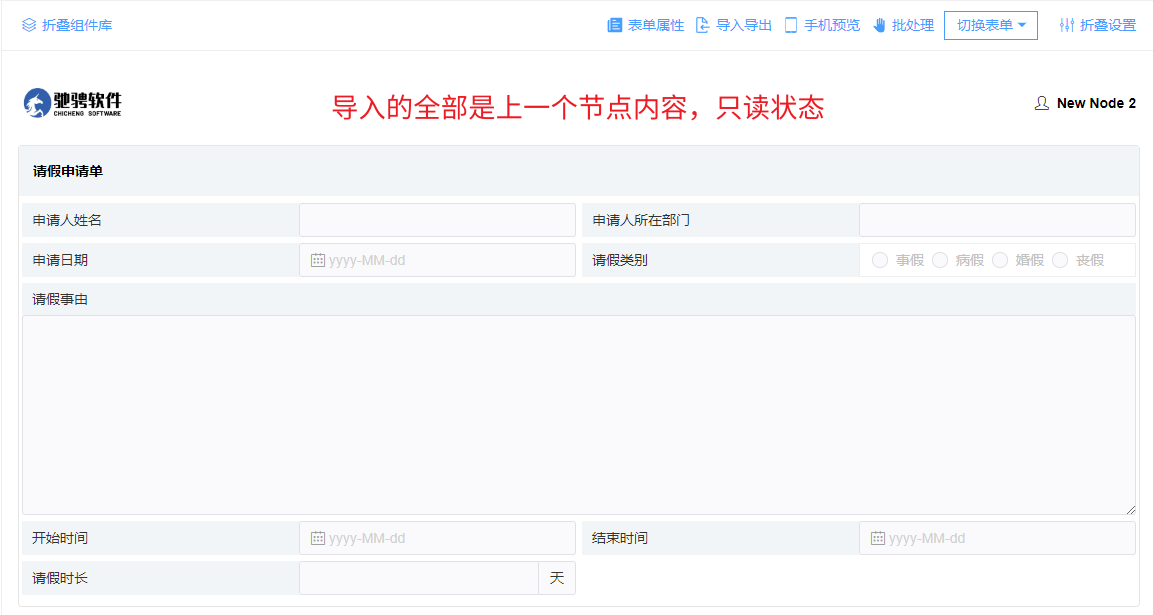 折叠组件库 表单属性 导入导出 手机预览 批处理 切换表单 折叠设置
驰骋软件
CHICHENG SOFTWARE
导入的全部是上一个节点内容，只读状态
New Node 2
请假申请单
申请人姓名 申请人所在部门
申请日期 yyyy-MM-dd 请假类别 事假 病假 婚假 丧假
请假事由
开始时间 yyyy-MM-dd 结束时间 yyyy-MM-dd
请假时长 天